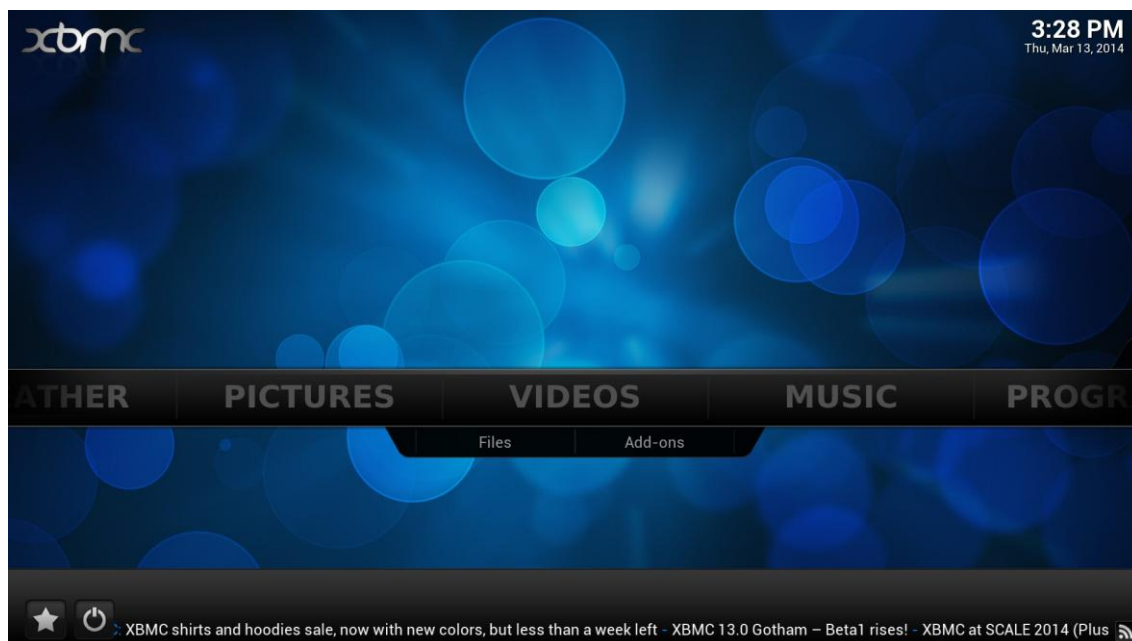 xbmc
3:28 PM
Thu, Mar 13, 2014
ATHER PICTURES VIDEOS MUSIC PROGR
Files Add-ons
XBMC shirts and hoodies sale, now with new colors, but less than a week left - XBMC 13.0 Gotham – Beta1 rises! - XBMC at SCALE 2014 (Plus